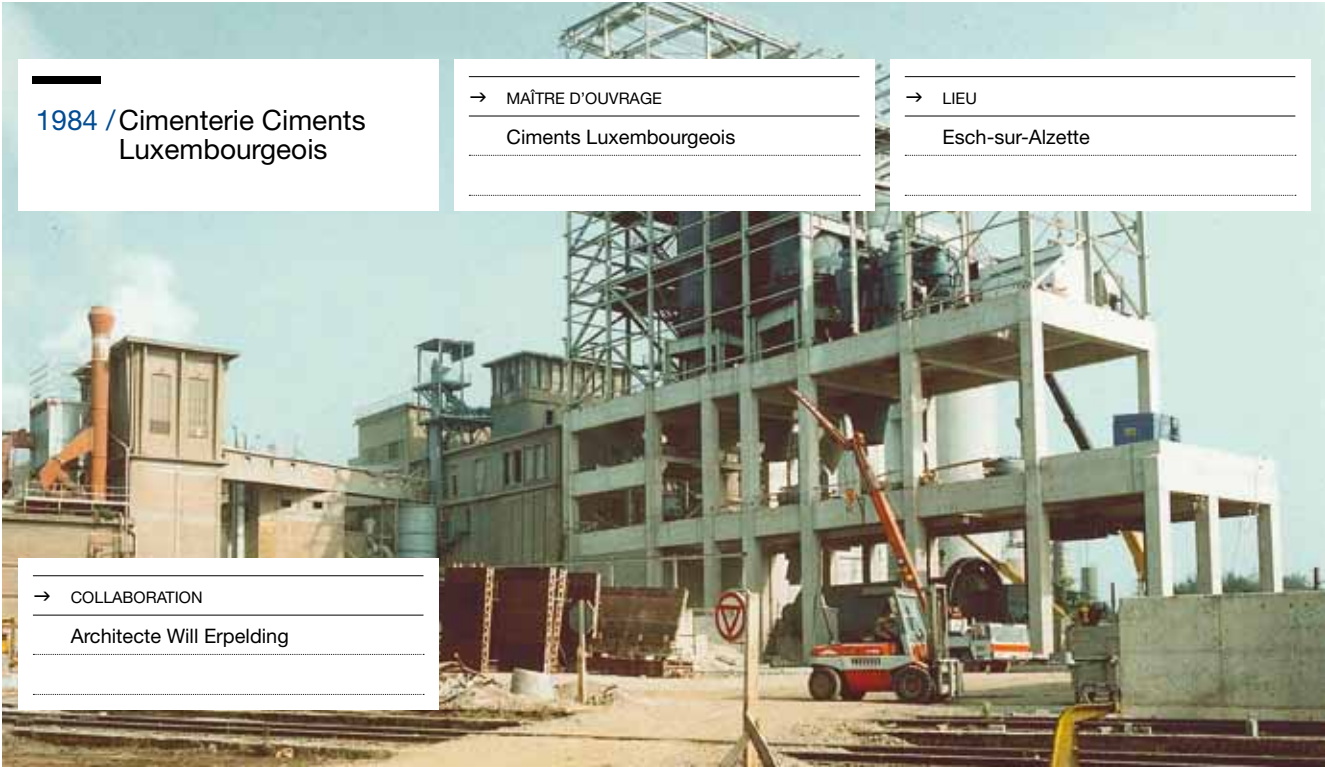 1984 / Cimenterie Ciments
Luxembourgeois
→ MAÎTRE D'OUVRAGE
Ciments Luxembourgeois
→ LIEU
Esch-sur-Alzette
→ COLLABORATION
Architecte Will Erpelding